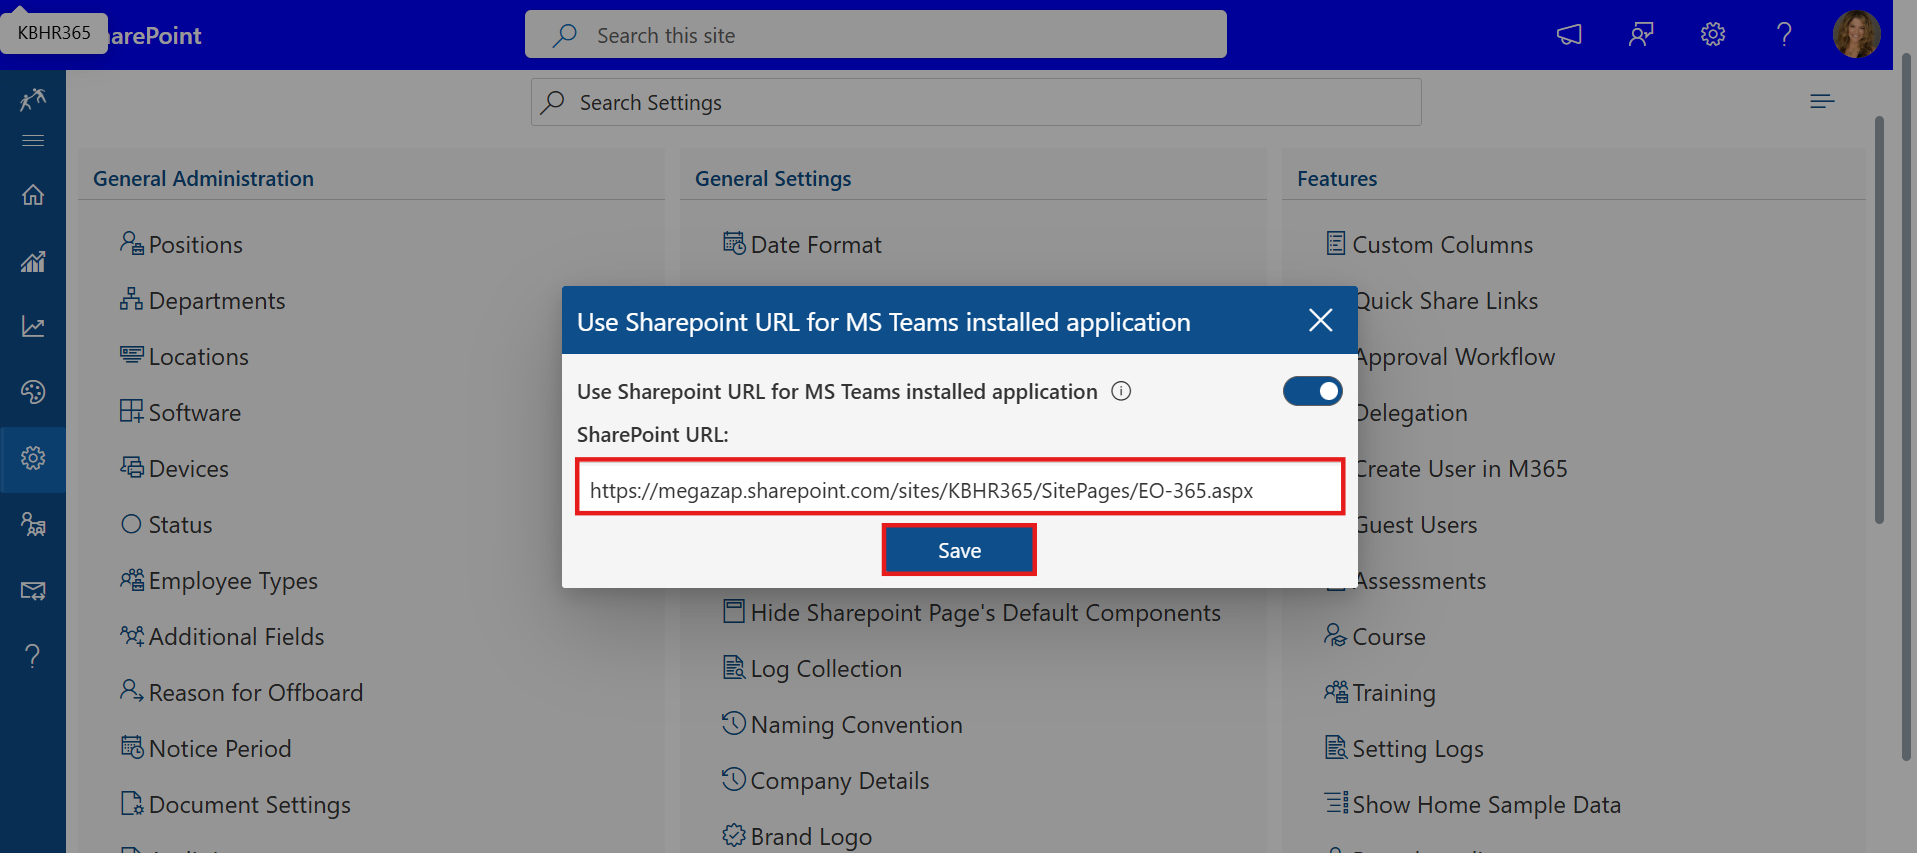 KBHR365
arePoint
Search this site
Search Settings
General Administration
Positions
Departments
Locations
Software
Devices
Status
Employee Types
Additional Fields
Reason for Offboard
Notice Period
Document Settings
General Settings
Date Format
Use Sharepoint URL for MS Teams installed application
Use Sharepoint URL for MS Teams installed application
SharePoint URL:
https://megazap.sharepoint.com/sites/KBHR365/SitePages/EO-365.aspx
Save
Hide Sharepoint Page's Default Components
Log Collection
Naming Convention
Company Details
Brand Logo
Features
Custom Columns
Quick Share Links
Approval Workflow
Delegation
Create User in M365
Guest Users
Assessments
Course
Training
Setting Logs
Show Home Sample Data